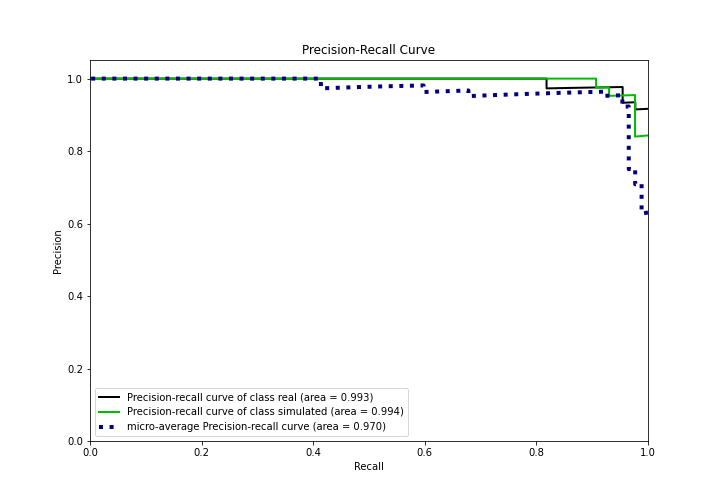 Precision-Recall Curve
1.0
0.8
0.6
0.4
0.2
0.0
Precision
Precision-recall curve of class real (area = 0.993)
Precision-recall curve of class simulated (area = 0.994)
micro-average Precision-recall curve (area = 0.970)
0.0 0.2 0.4 0.6 0.8 1.0
Recall